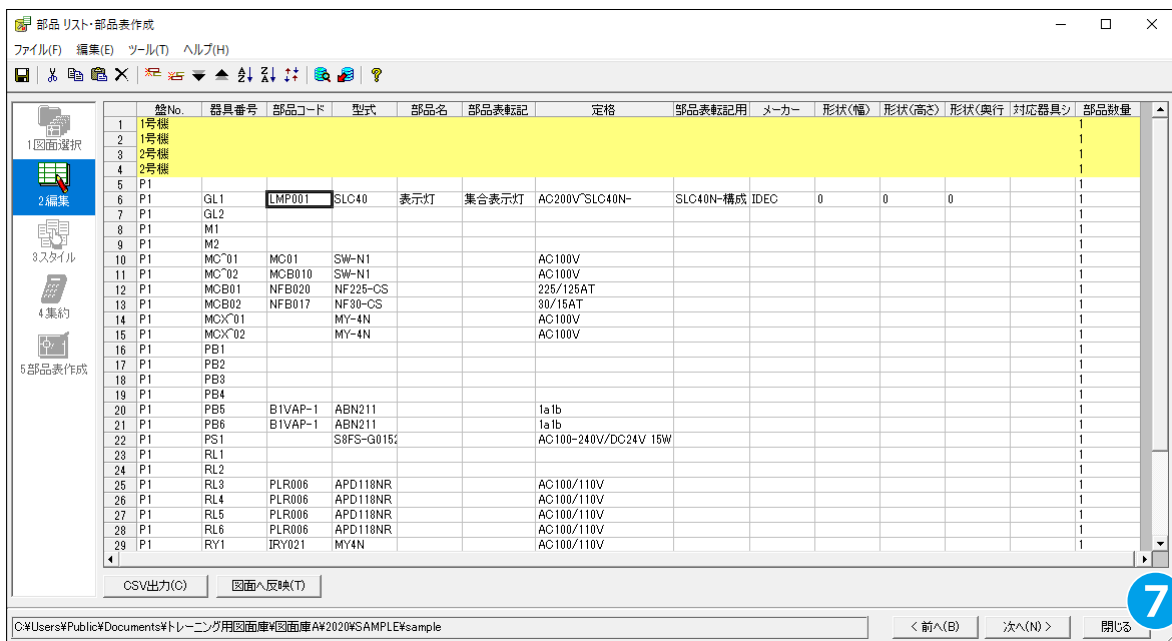 部品リスト・部品表作成
ファイル(F) 編集(E) ツール(T) ヘルプ(H)
盤No. 器具番号 部品コード 型式 部品名 部品表転記 定格 部品表転記用 メーカー 形状(幅) 形状(高さ) 形状(奥行 対応器具シ 部品数量
1 1号機 1
2 1号機 1
3 2号機 1
4 2号機 1
5 P1 1
6 P1 GL1 LMP001 SLC40 表示灯 集合表示灯 AC200V^SLC40N- SLC40N-構成 IDEC 0 0 0 1
7 P1 GL2 1
8 P1 M1 1
9 P1 M2 1
10 P1 MC^01 MC01 SW-N1 AC100V 1
11 P1 MC^02 MCB010 SW-N1 AC100V 1
12 P1 MCB01 NFB020 NF225-CS 225/125AT 1
13 P1 MCB02 NFB017 NF30-CS 30/15AT 1
14 P1 MCX^01 MY-4N AC100V 1
15 P1 MCX^02 MY-4N AC100V 1
16 P1 PB1 1
17 P1 PB2 1
18 P1 PB3 1
19 P1 PB4 1
20 P1 PB5 B1VAP-1 ABN211 1a1b 1
21 P1 PB6 B1VAP-1 ABN211 1a1b 1
22 P1 PS1 S8FS-G0152 AC100-240V/DC24V 15W 1
23 P1 RL1 1
24 P1 RL2 1
25 P1 RL3 PLR006 APD118NR AC100/110V 1
26 P1 RL4 PLR006 APD118NR AC100/110V 1
27 P1 RL5 PLR006 APD118NR AC100/110V 1
28 P1 RL6 PLR006 APD118NR AC100/110V 1
29 P1 RY1 IRY021 MY4N AC100/110V 1
1図面選択
2編集
3.スタイル
4.集約
5部品表作成
CSV出力(C) 図面へ反映(T)
7
C:¥Users¥Public¥Documents¥トレーニング用図面庫¥図面庫A¥2020¥SAMPLE¥sample
< 前へ(B) 次へ(N) > 閉じる